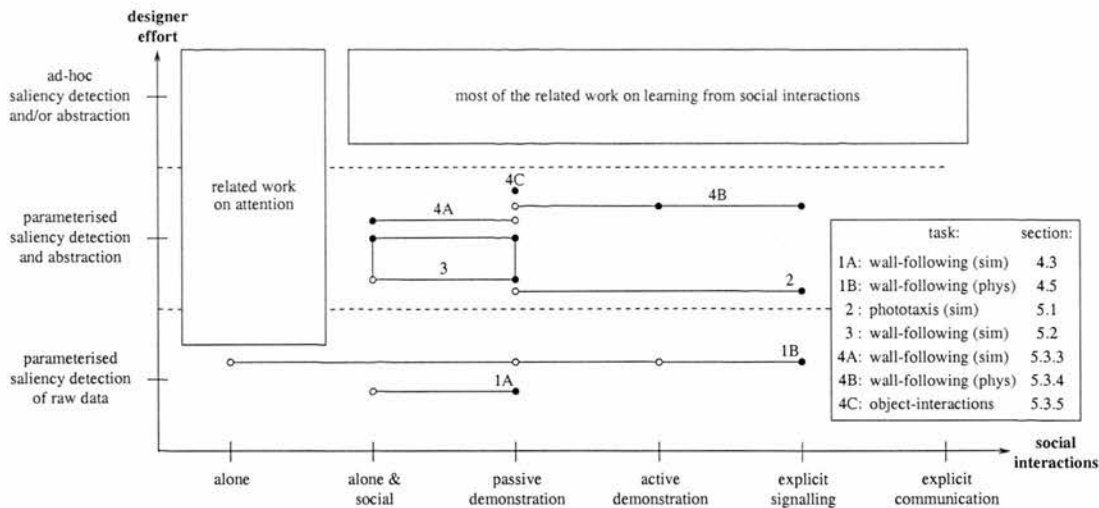 designer
effort
ad-hoc
saliency detection
and/or abstraction
most of the related work on learning from social interactions
related work
on attention
parameterised
saliency detection
and abstraction
4C
4A
4B
3
2
task: section:
1A: wall-following (sim) 4.3
1B: wall-following (phys) 4.5
2 : phototaxis (sim) 5.1
3 : wall-following (sim) 5.2
4A: wall-following (sim) 5.3.3
4B: wall-following (phys) 5.3.4
4C: object-interactions 5.3.5
parameterised
saliency detection
of raw data
1B
1A
social
interactions
alone
alone &
social
passive
demonstration
active
demonstration
explicit
signalling
explicit
communication